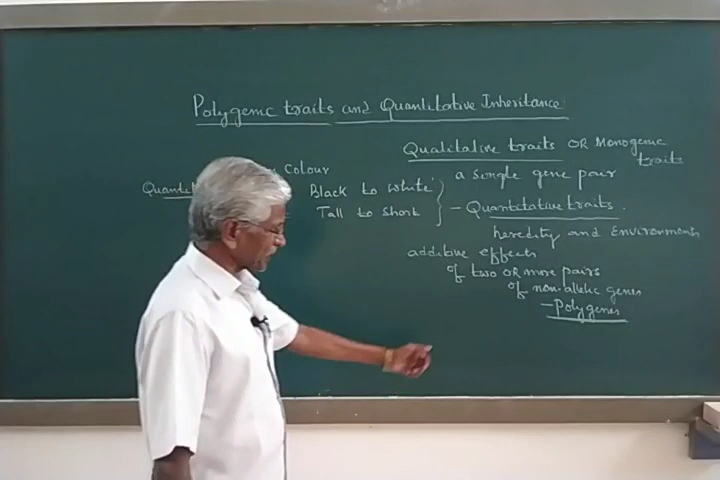 Polygenic traits and Quantitative Inheritance
Qualitative traits OR Monogenic
traits
a single gene pair
Colour
Black to White
Tall to Short
- Quantitative traits.
heredity and Environments
additive effects
of two OR more pairs
of non-allelic genes
- Polygenes